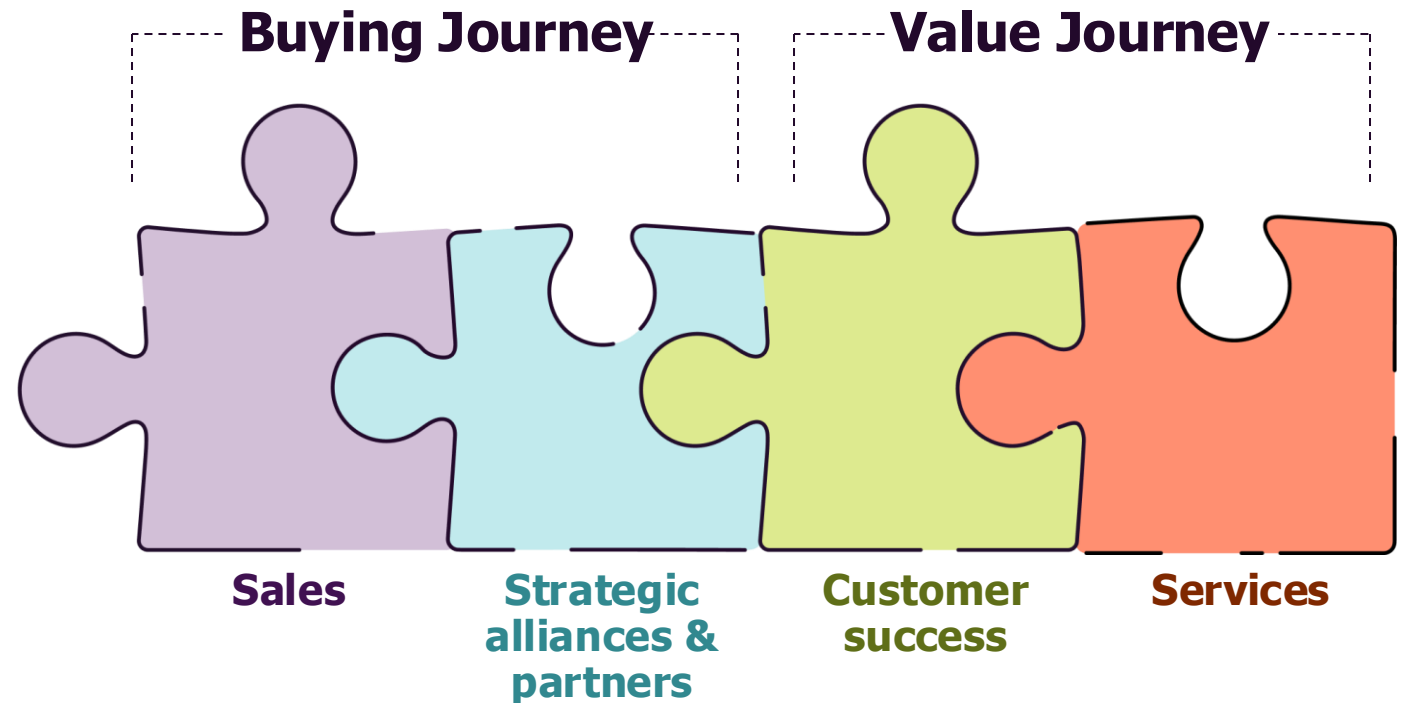 Buying Journey
Value Journey
Sales
Strategic
alliances &
partners
Customer
success
Services